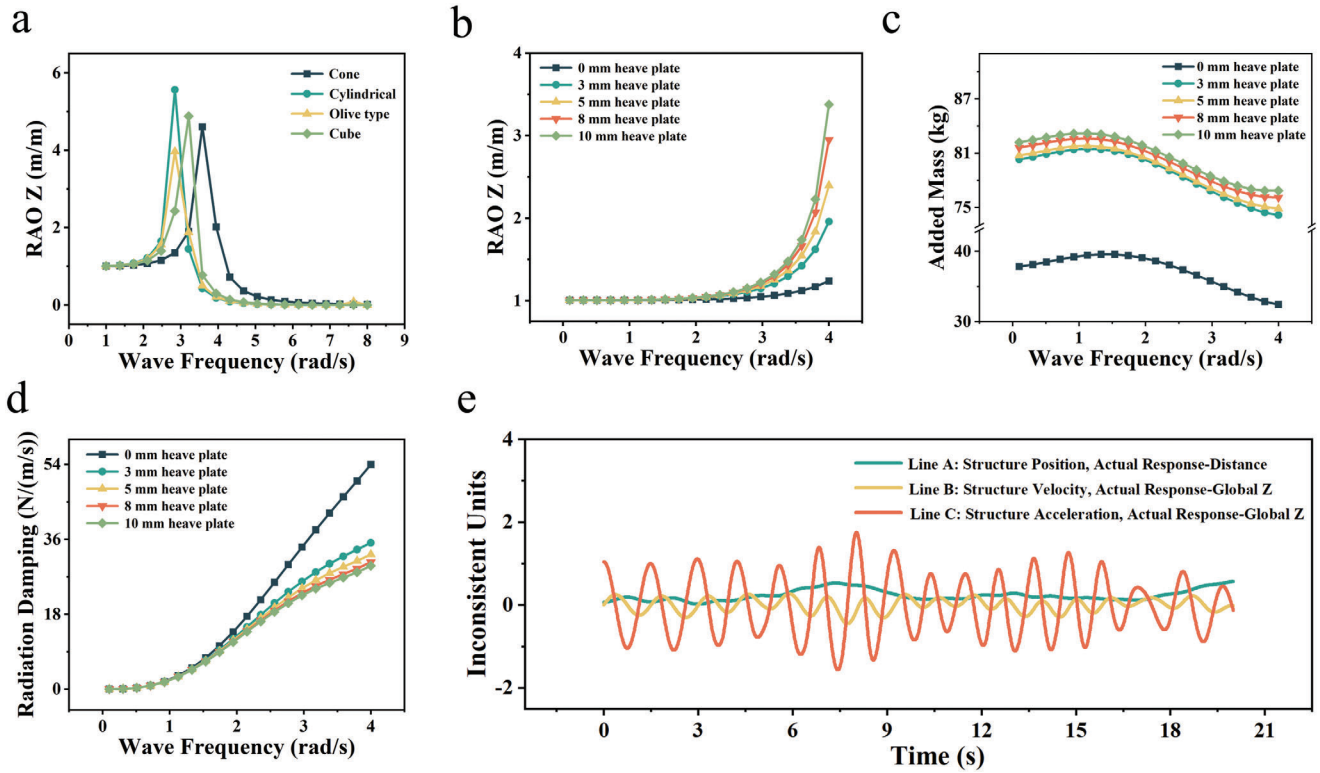 a
RAO Z (m/m)
6
4
2
0
0 1 2 3 4 5 6 7 8 9
Wave Frequency (rad/s)
Cone
Cylindrical
Olive type
Cube
b
RAO Z (m/m)
4
3
2
1
0 1 2 3 4
Wave Frequency (rad/s)
0 mm heave plate
3 mm heave plate
5 mm heave plate
8 mm heave plate
10 mm heave plate
c
Added Mass (kg)
87
81
75
40
30
0 1 2 3 4
Wave Frequency (rad/s)
0 mm heave plate
3 mm heave plate
5 mm heave plate
8 mm heave plate
10 mm heave plate
d
Radiation Damping (N/(m/s))
54
36
18
0
0 1 2 3 4
Wave Frequency (rad/s)
0 mm heave plate
3 mm heave plate
5 mm heave plate
8 mm heave plate
10 mm heave plate
e
Inconsistent Units
4
2
0
-2
0 3 6 9 12 15 18 21
Time (s)
Line A: Structure Position, Actual Response-Distance
Line B: Structure Velocity, Actual Response-Global Z
Line C: Structure Acceleration, Actual Response-Global Z